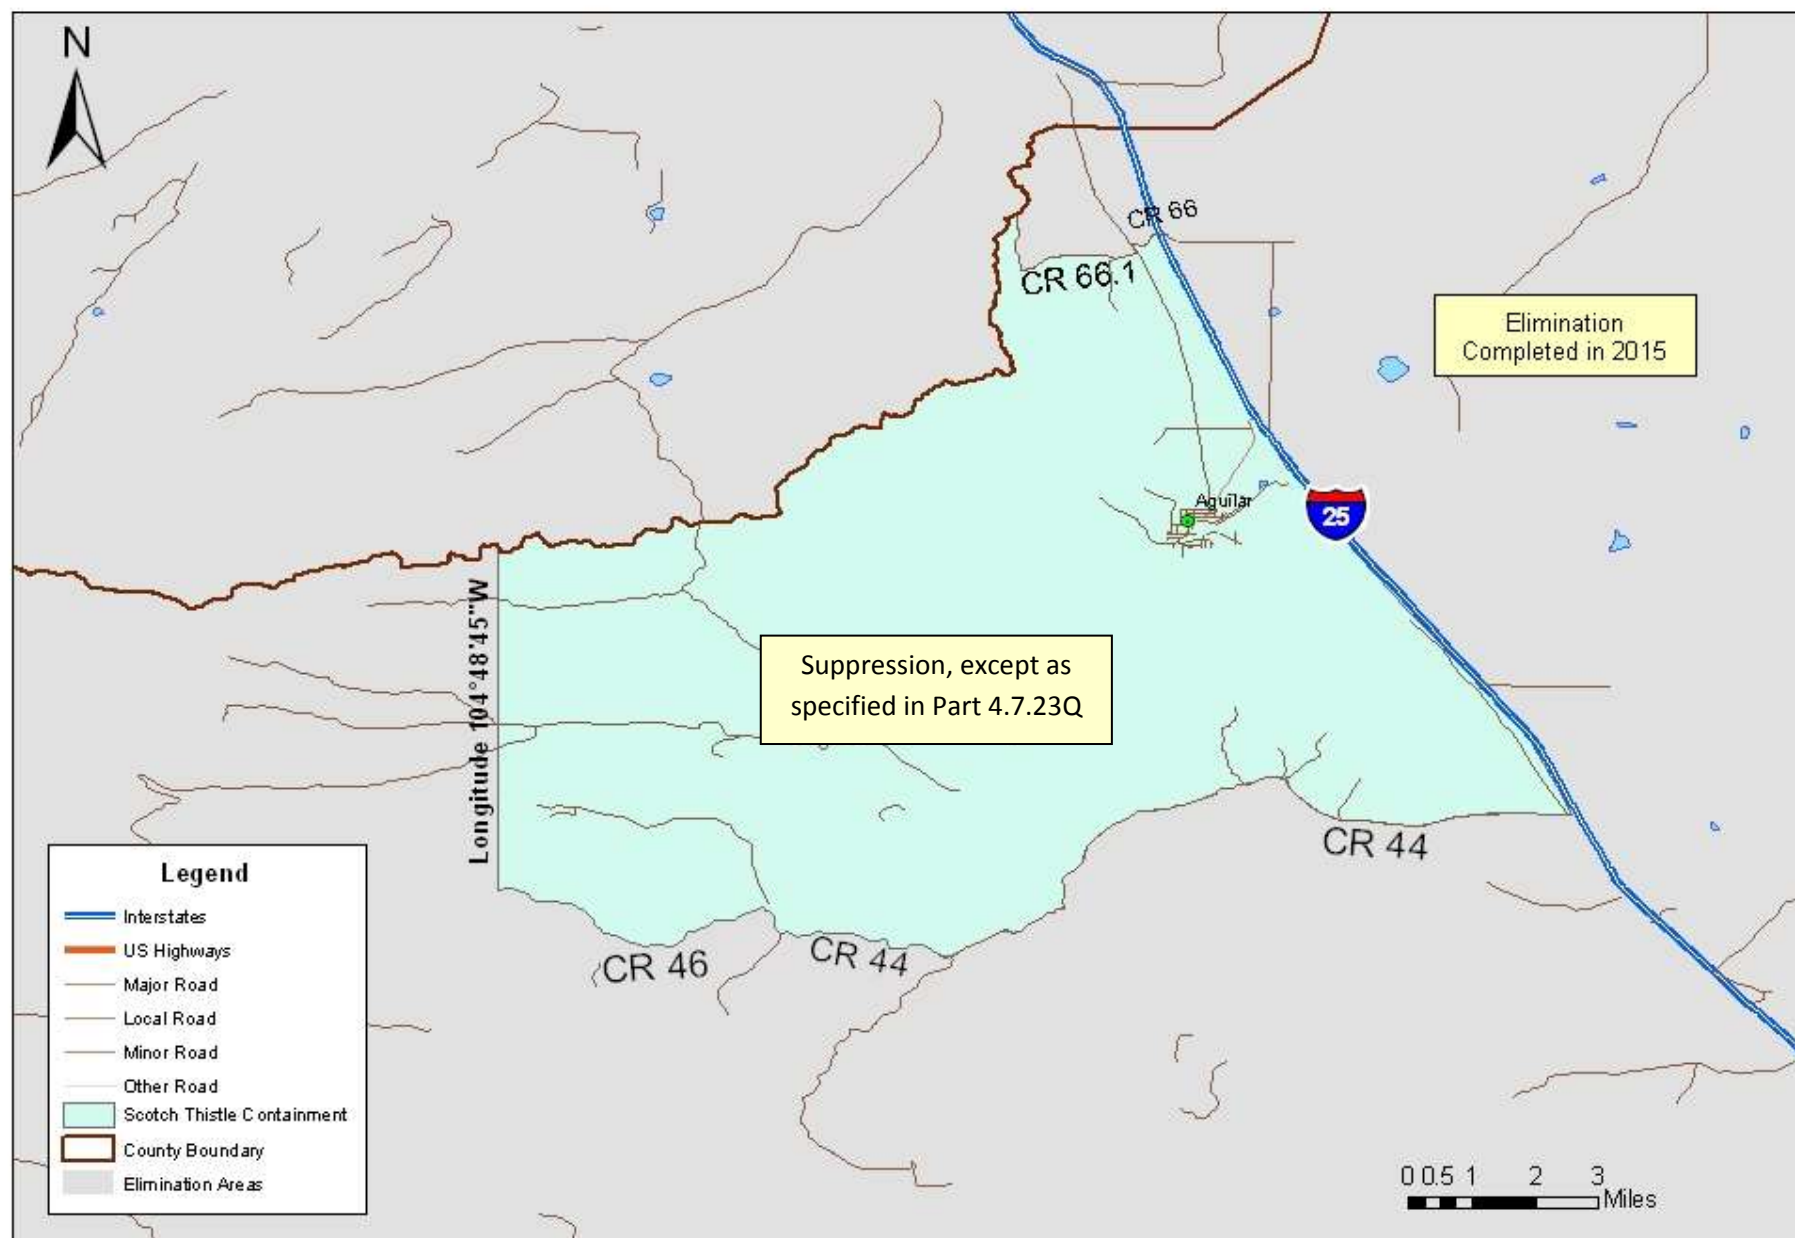 N
CR 66
CR 66.1
Elimination
Completed in 2015
Aguilar
25
Longitude 104°48'45"W
Suppression, except as
specified in Part 4.7.23Q
CR 44
CR 46
CR 44
Legend
Interstates
US Highways
Major Road
Local Road
Minor Road
Other Road
Scotch Thistle Containment
County Boundary
Elimination Areas
0 0.5 1 2 3
Miles